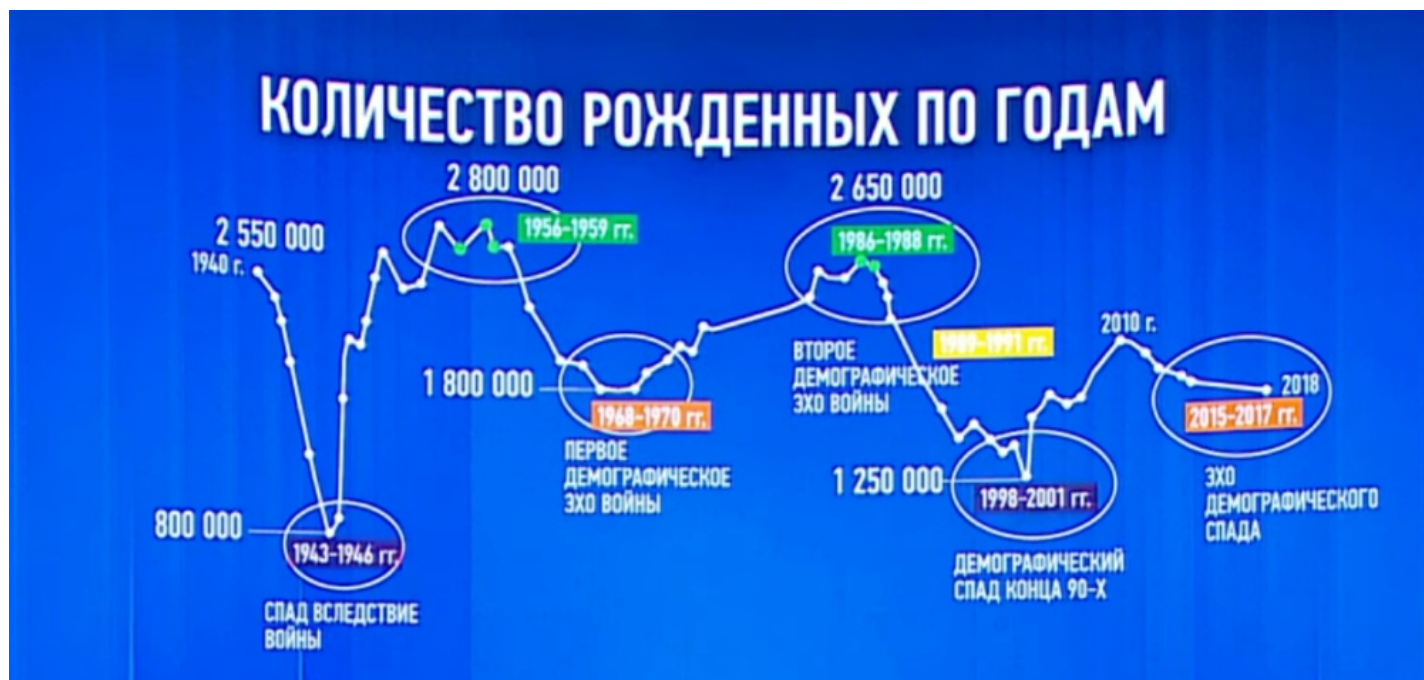 КОЛИЧЕСТВО РОЖДЕННЫХ ПО ГОДАМ
2 800 000
2 650 000
1956-1959 гг.
1986-1988 гг.
2 550 000
1940 г.
1989-1991 гг.
2010 г.
ВТОРОЕ
ДЕМОГРАФИЧЕСКОЕ
ЭХО ВОЙНЫ
1 800 000
2018
1968-1970 гг.
2015-2017 гг.
ПЕРВОЕ
ДЕМОГРАФИЧЕСКОЕ
ЭХО ВОЙНЫ
1 250 000
1998-2001 гг.
ЭХО
ДЕМОГРАФИЧЕСКОГО
СПАДА
800 000
1943-1946 гг.
СПАД ВСЛЕДСТВИЕ
ВОЙНЫ
ДЕМОГРАФИЧЕСКИЙ
СПАД КОНЦА 90-Х